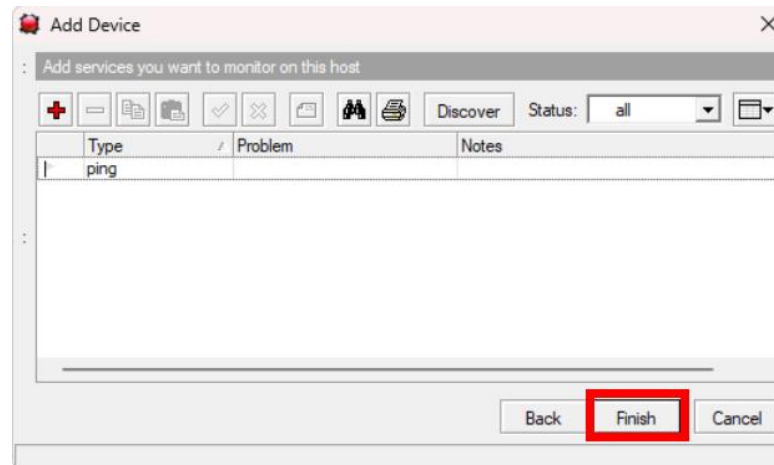 Add Device
Add services you want to monitor on this host
Discover Status: all
Type Problem Notes
ping
Back Finish Cancel